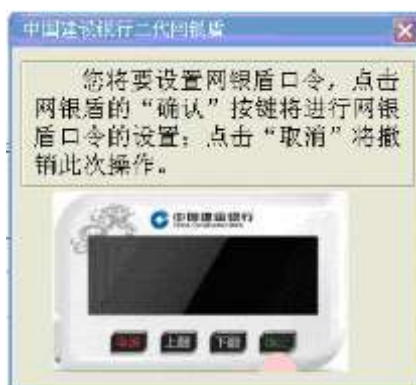 中国建设银行二代网银盾
您将要设置网银盾口令，点击
网银盾的“确认”按键将进行网银
盾口令的设置；点击“取消”将撤
销此次操作。
中国建设银行
上翻 下翻